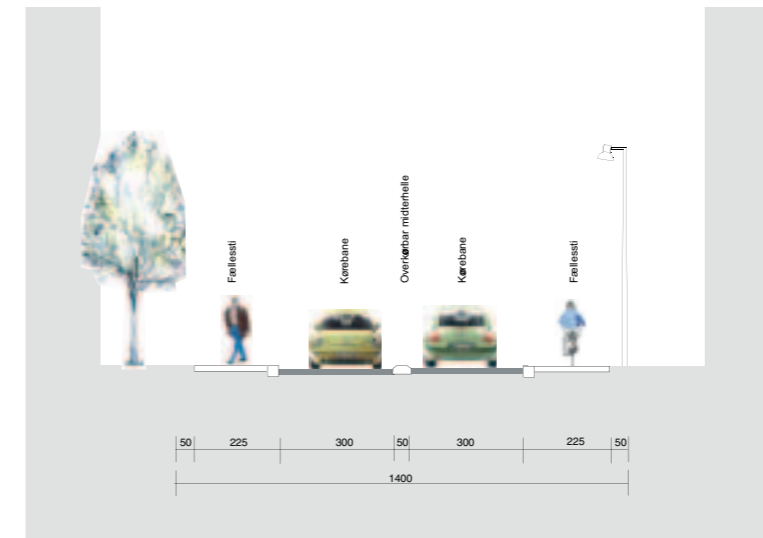 Fællessti
Kørebane
Overkørbar midterhelle
Kørebane
Fællessti
50 225 300 50 300 225 50
1400